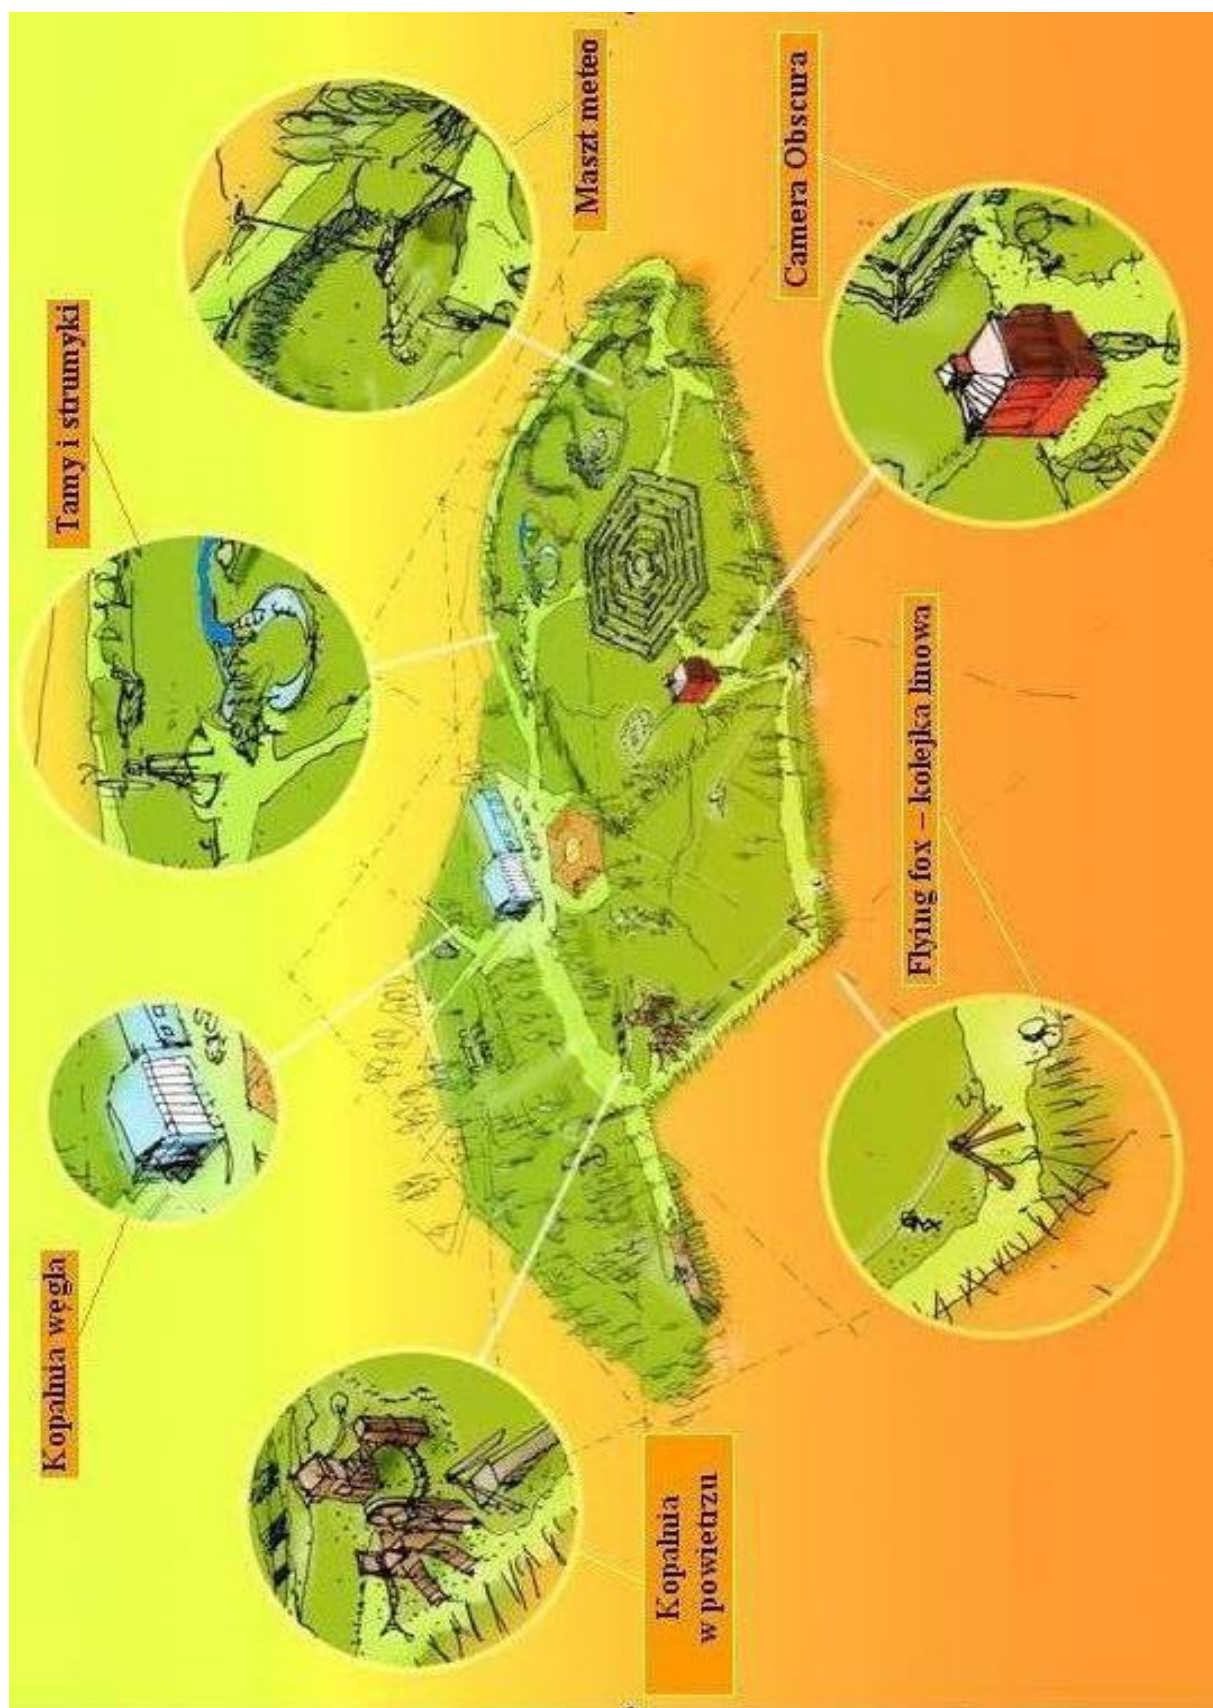 Kopalnia węgla
Tamy i strumyki
Maszt meteo
Camera Obscura
Flying fox – kolejka linowa
Kopalnia
w powietrzu